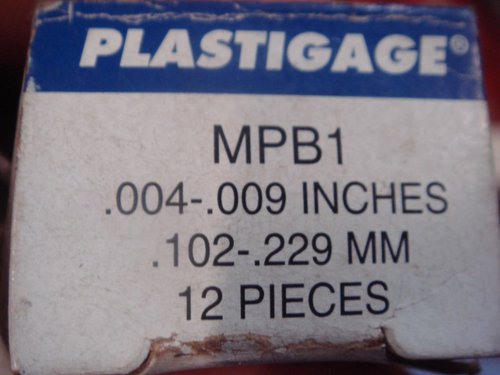 PLASTIGAGE®
MPB1
.004-.009 INCHES
.102-.229 MM
12 PIECES